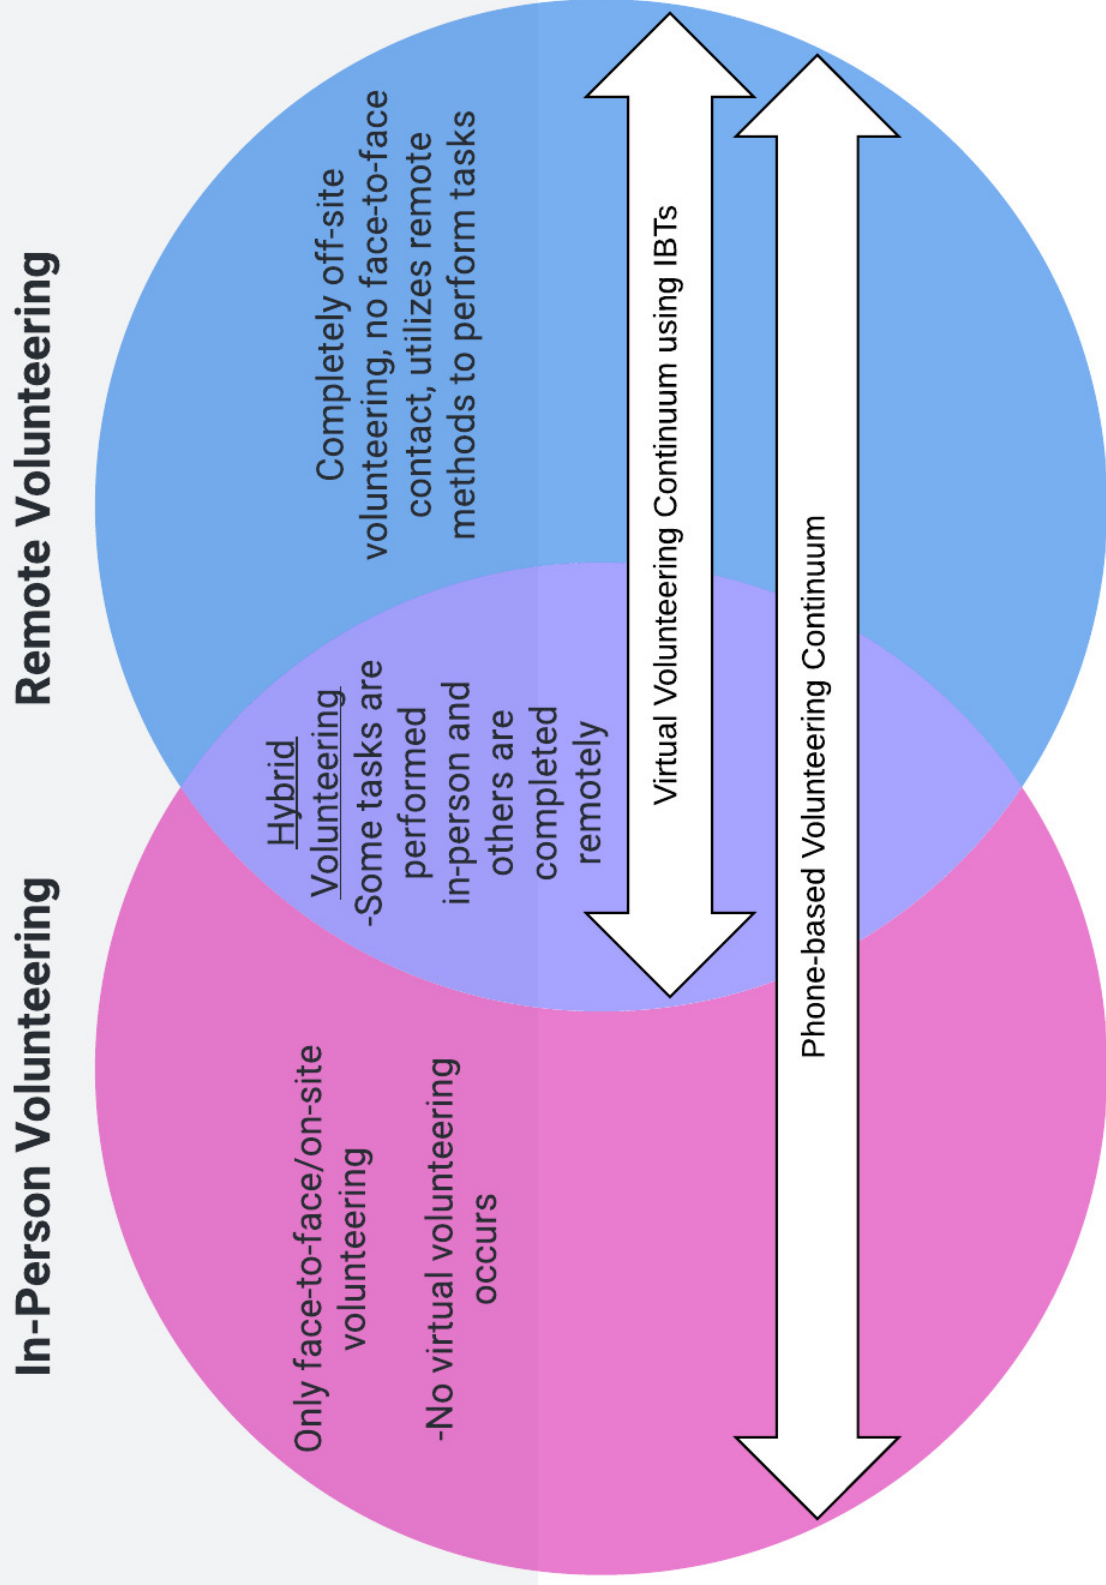 In-Person Volunteering
Remote Volunteering
Only face-to-face/on-site
volunteering
-No virtual volunteering
occurs
Hybrid
Volunteering
-Some tasks are
performed
in-person and
others are
completed
remotely
Completely off-site
volunteering, no face-to-face
contact, utilizes remote
methods to perform tasks
Virtual Volunteering Continuum using IBTs
Phone-based Volunteering Continuum